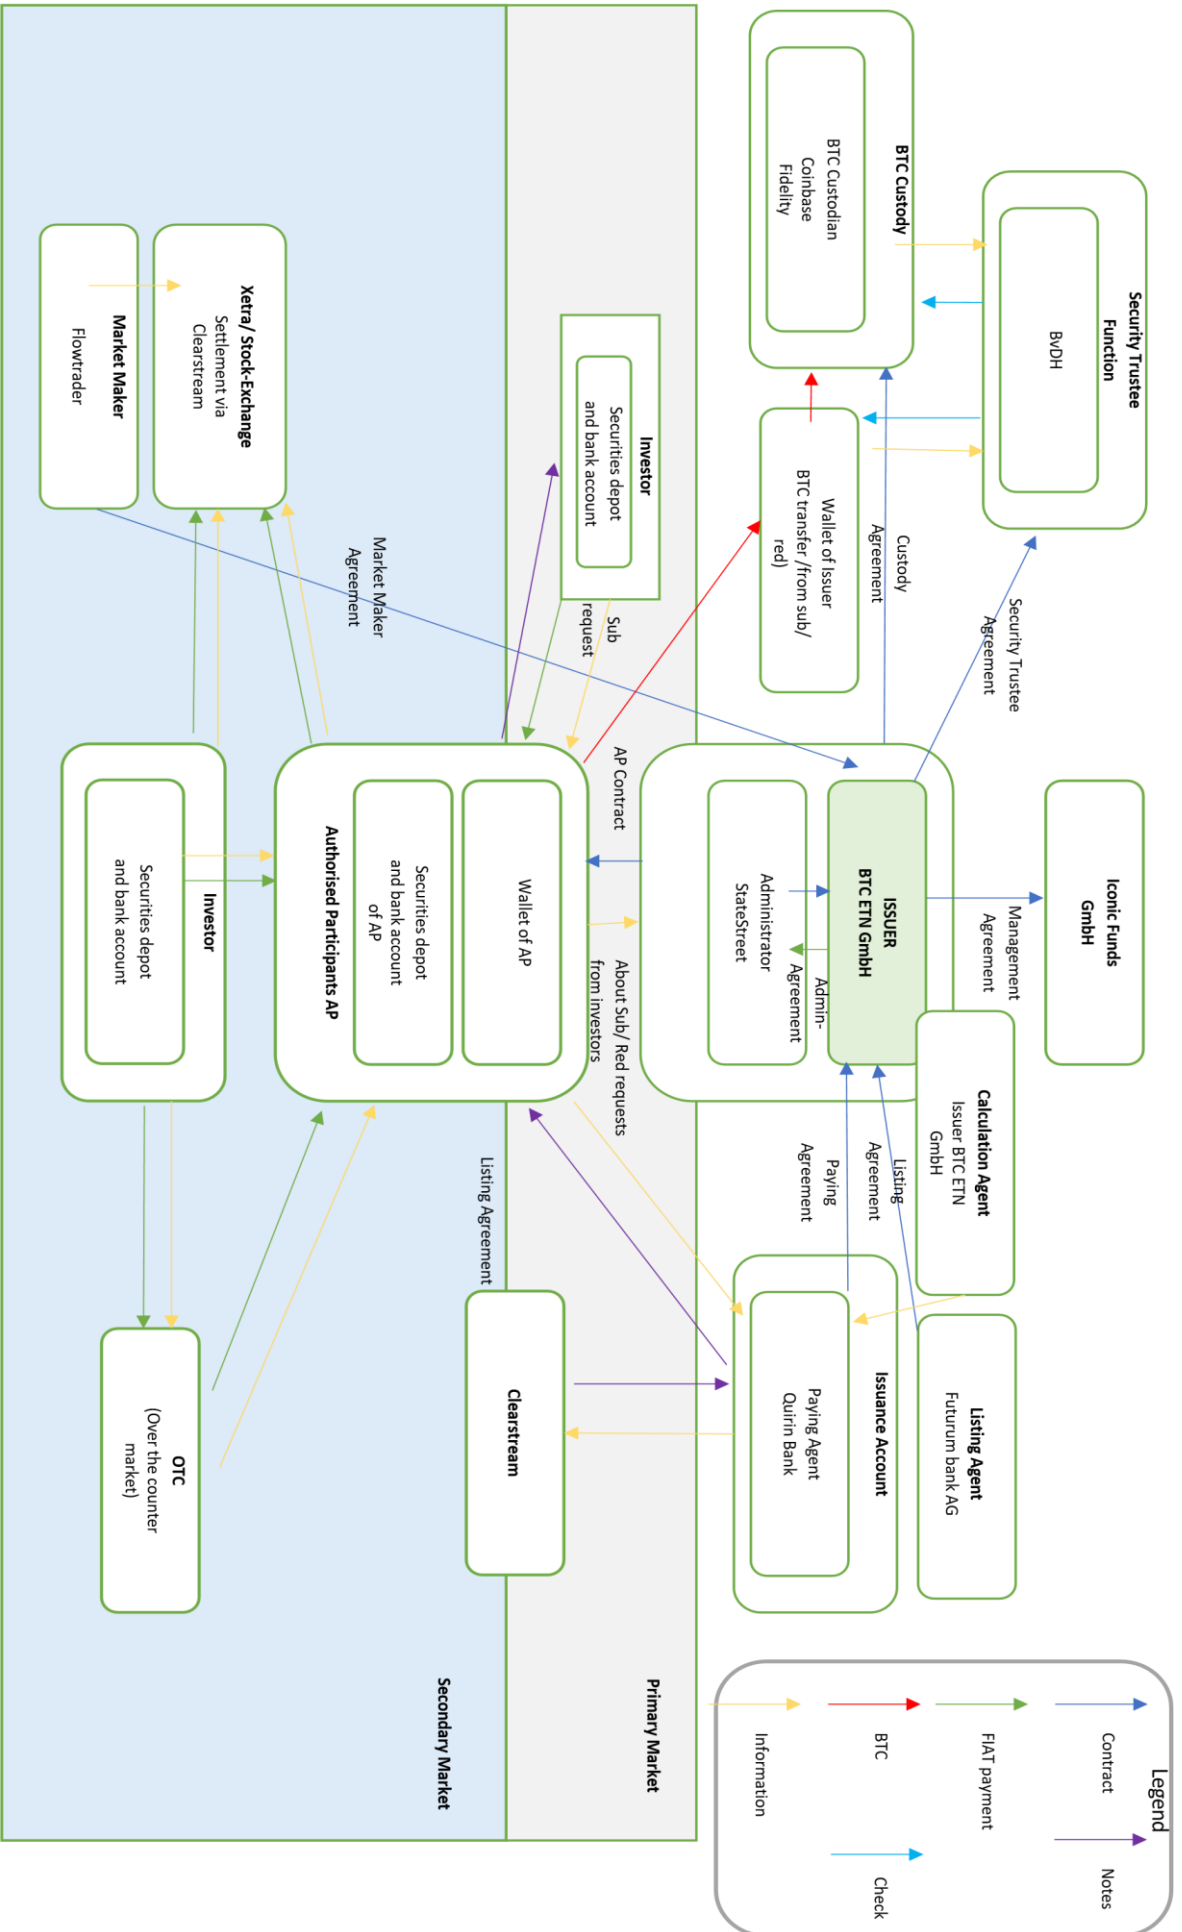 Iconic Funds
GmbH
Management
Agreement
Security Trustee
Function
BvDH
Security Trustee
Agreement
BTC Custody
BTC Custodian
Coinbase
Fidelity
Custody
Agreement
Wallet of Issuer
BTC transfer /from sub/
red)
ISSUER
BTC ETN GmbH
Admin-
Agreement
Administrator
StateStreet
Calculation Agent
Issuer BTC ETN
GmbH
Listing Agent
Futurum bank AG
Listing
Agreement
Paying
Agreement
Issuance Account
Paying Agent
Quirin Bank
Investor
Securities depot
and bank account
Sub
request
AP Contract
About Sub/ Red requests
from investors
Primary Market
Wallet of AP
Securities depot
and bank account
of AP
Authorised Participants AP
Listing Agreement
Clearstream
Secondary Market
Market Maker
Agreement
Xetra/ Stock-Exchange
Settlement via
Clearstream
Market Maker
Flowtrader
Investor
Securities depot
and bank account
OTC
(Over the counter
market)
Legend
Contract
Notes
FIAT payment
BTC
Check
Information